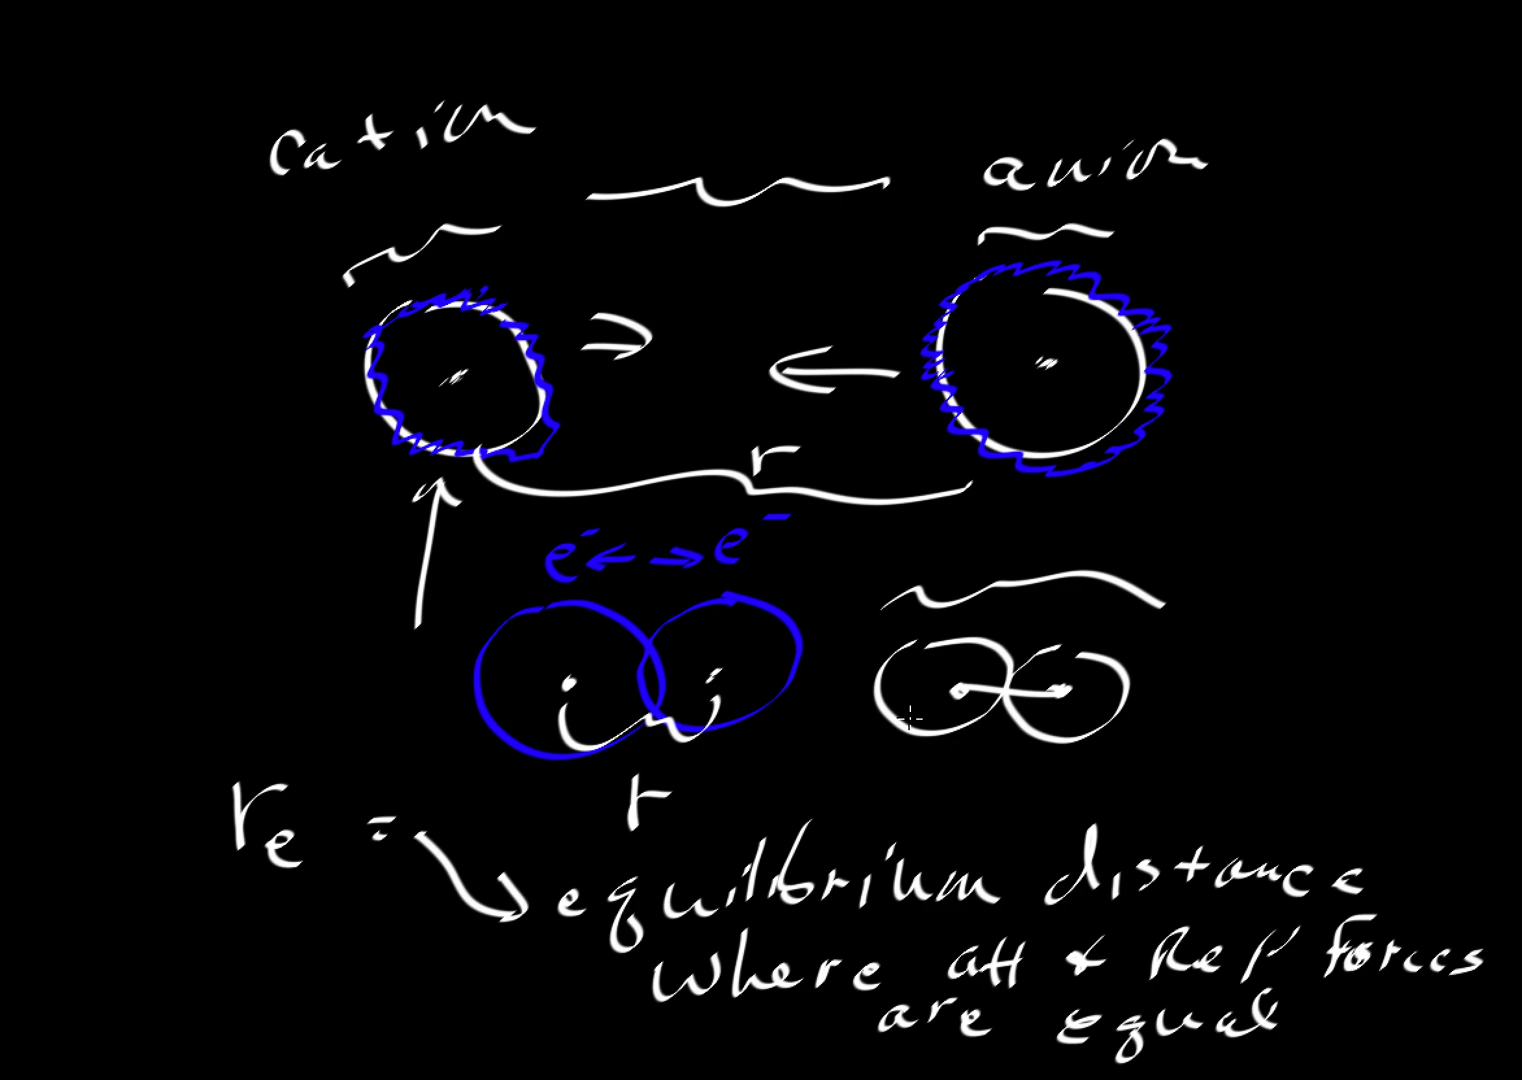 cation
anion
r
e- ← → e-
r
re =
→ equilibrium distance
where att & Rep forces
are equal